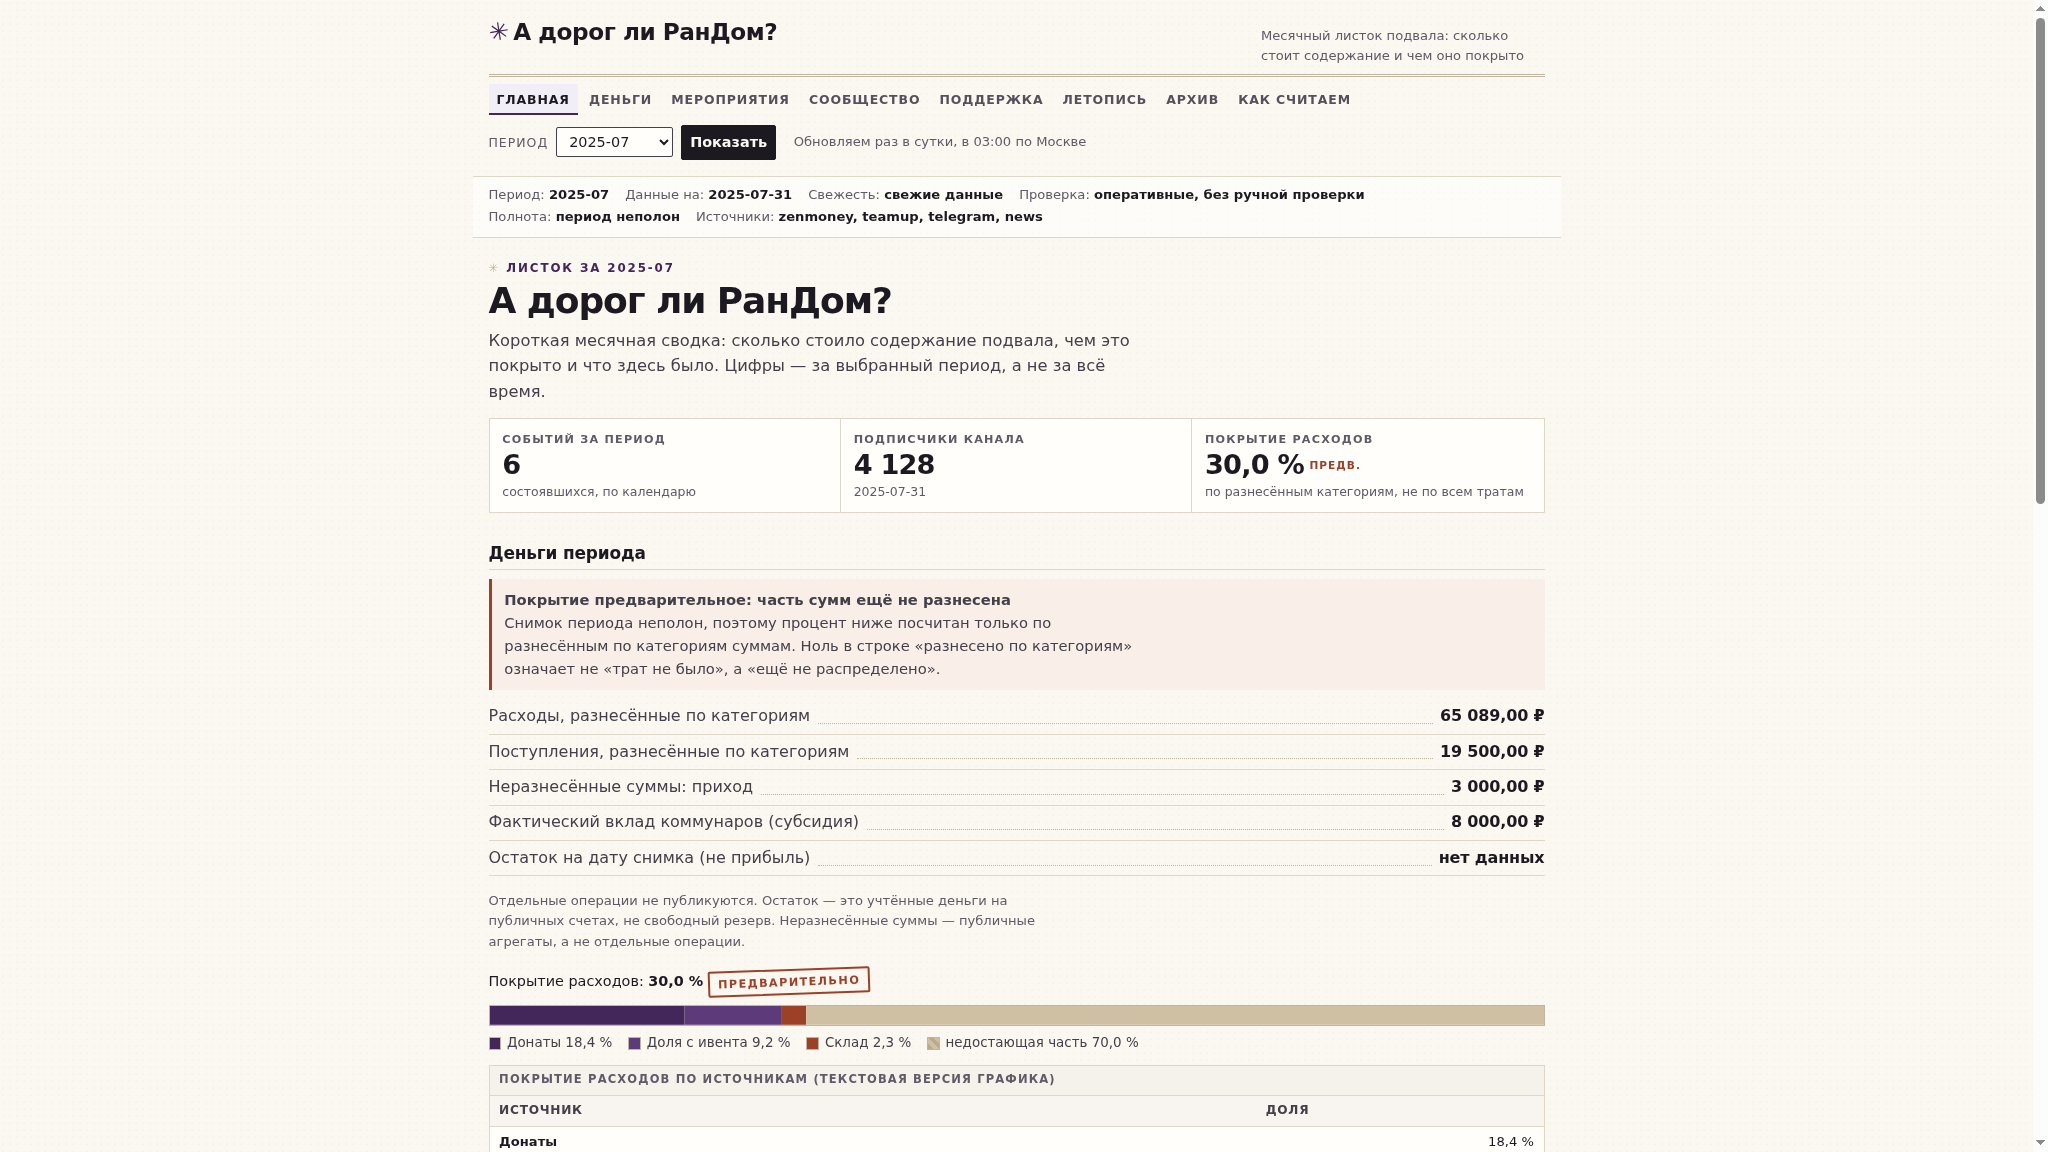 ✳ А дорог ли РанДом?
Месячный листок подвала: сколько
стоит содержание и чем оно покрыто
ГЛАВНАЯ ДЕНЬГИ МЕРОПРИЯТИЯ СООБЩЕСТВО ПОДДЕРЖКА ЛЕТОПИСЬ АРХИВ КАК СЧИТАЕМ
ПЕРИОД 2025-07 Показать Обновляем раз в сутки, в 03:00 по Москве
Период: 2025-07 Данные на: 2025-07-31 Свежесть: свежие данные Проверка: оперативные, без ручной проверки
Полнота: период неполон Источники: zenmoney, teamup, telegram, news
✳ ЛИСТОК ЗА 2025-07
А дорог ли РанДом?
Короткая месячная сводка: сколько стоило содержание подвала, чем это
покрыто и что здесь было. Цифры — за выбранный период, а не за всё
время.
СОБЫТИЙ ЗА ПЕРИОД
6
состоявшихся, по календарю
ПОДПИСЧИКИ КАНАЛА
4 128
2025-07-31
ПОКРЫТИЕ РАСХОДОВ
30,0 % ПРЕДВ.
по разнесённым категориям, не по всем тратам
Деньги периода
Покрытие предварительное: часть сумм ещё не разнесена
Снимок периода неполон, поэтому процент ниже посчитан только по
разнесённым по категориям суммам. Ноль в строке «разнесено по категориям»
означает не «трат не было», а «ещё не распределено».
Расходы, разнесённые по категориям 65 089,00 ₽
Поступления, разнесённые по категориям 19 500,00 ₽
Неразнесённые суммы: приход 3 000,00 ₽
Фактический вклад коммунаров (субсидия) 8 000,00 ₽
Остаток на дату снимка (не прибыль) нет данных
Отдельные операции не публикуются. Остаток — это учтённые деньги на
публичных счетах, не свободный резерв. Неразнесённые суммы — публичные
агрегаты, а не отдельные операции.
Покрытие расходов: 30,0 % ПРЕДВАРИТЕЛЬНО
Донаты 18,4 % Доля с ивента 9,2 % Склад 2,3 % недостающая часть 70,0 %
ПОКРЫТИЕ РАСХОДОВ ПО ИСТОЧНИКАМ (ТЕКСТОВАЯ ВЕРСИЯ ГРАФИКА)
ИСТОЧНИК ДОЛЯ
Донаты 18,4 %